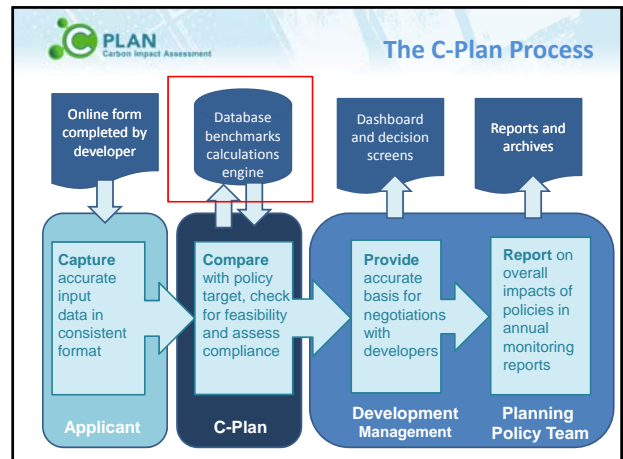 PLAN
Carbon Impact Assessment
The C-Plan Process
Online form
completed by
developer
Database
benchmarks
calculations
engine
Dashboard
and decision
screens
Reports and
archives
Capture
accurate
input
data in
consistent
format
Compare
with policy
target, check
for feasibility
and assess
compliance
Provide
accurate
basis for
negotiations
with
developers
Report on
overall
impacts of
policies in
annual
monitoring
reports
Applicant
C-Plan
Development
Management
Planning
Policy Team